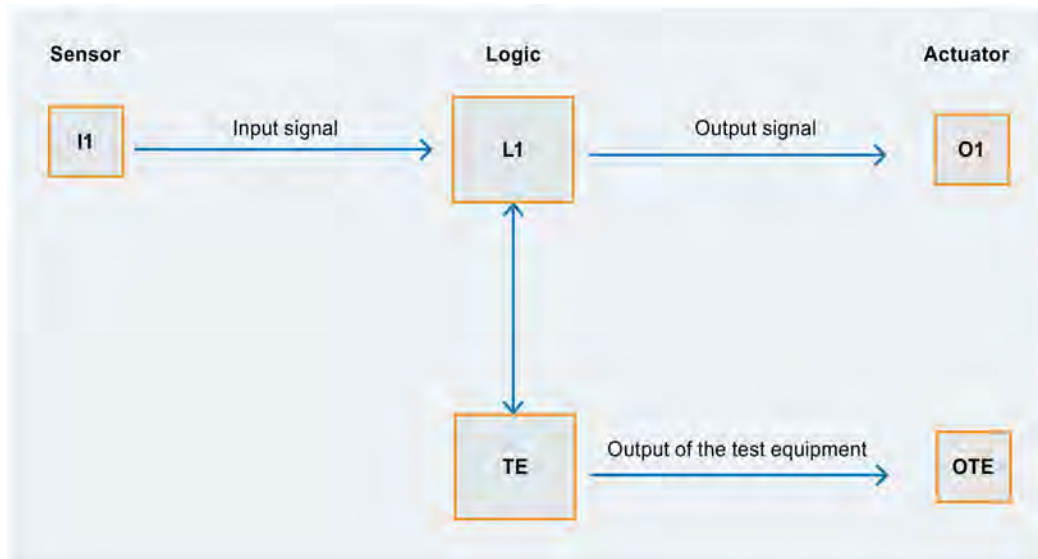 Sensor
Logic
Actuator
I1
Input signal
L1
Output signal
O1
TE
Output of the test equipment
OTE